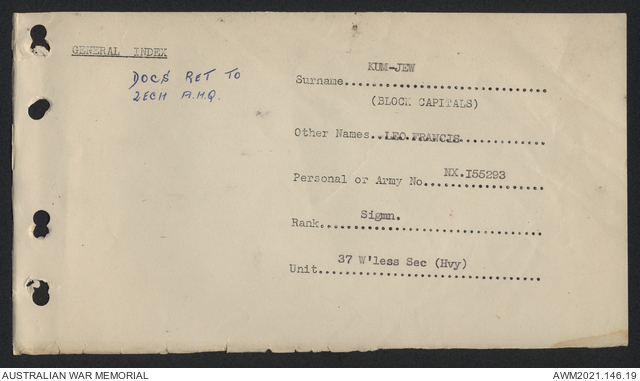 GENERAL INDEX
DOCS RET TO
2ECH A.H.Q.
KUM-JEW
Surname
(BLOCK CAPITALS)
Other Names LEO FRANCIS
NX.I55293
Personal or Army No.
Sigmn.
Rank
37 W'less Sec (Hvy)
Unit
AUSTRALIAN WAR MEMORIAL
AWM2021.146.19